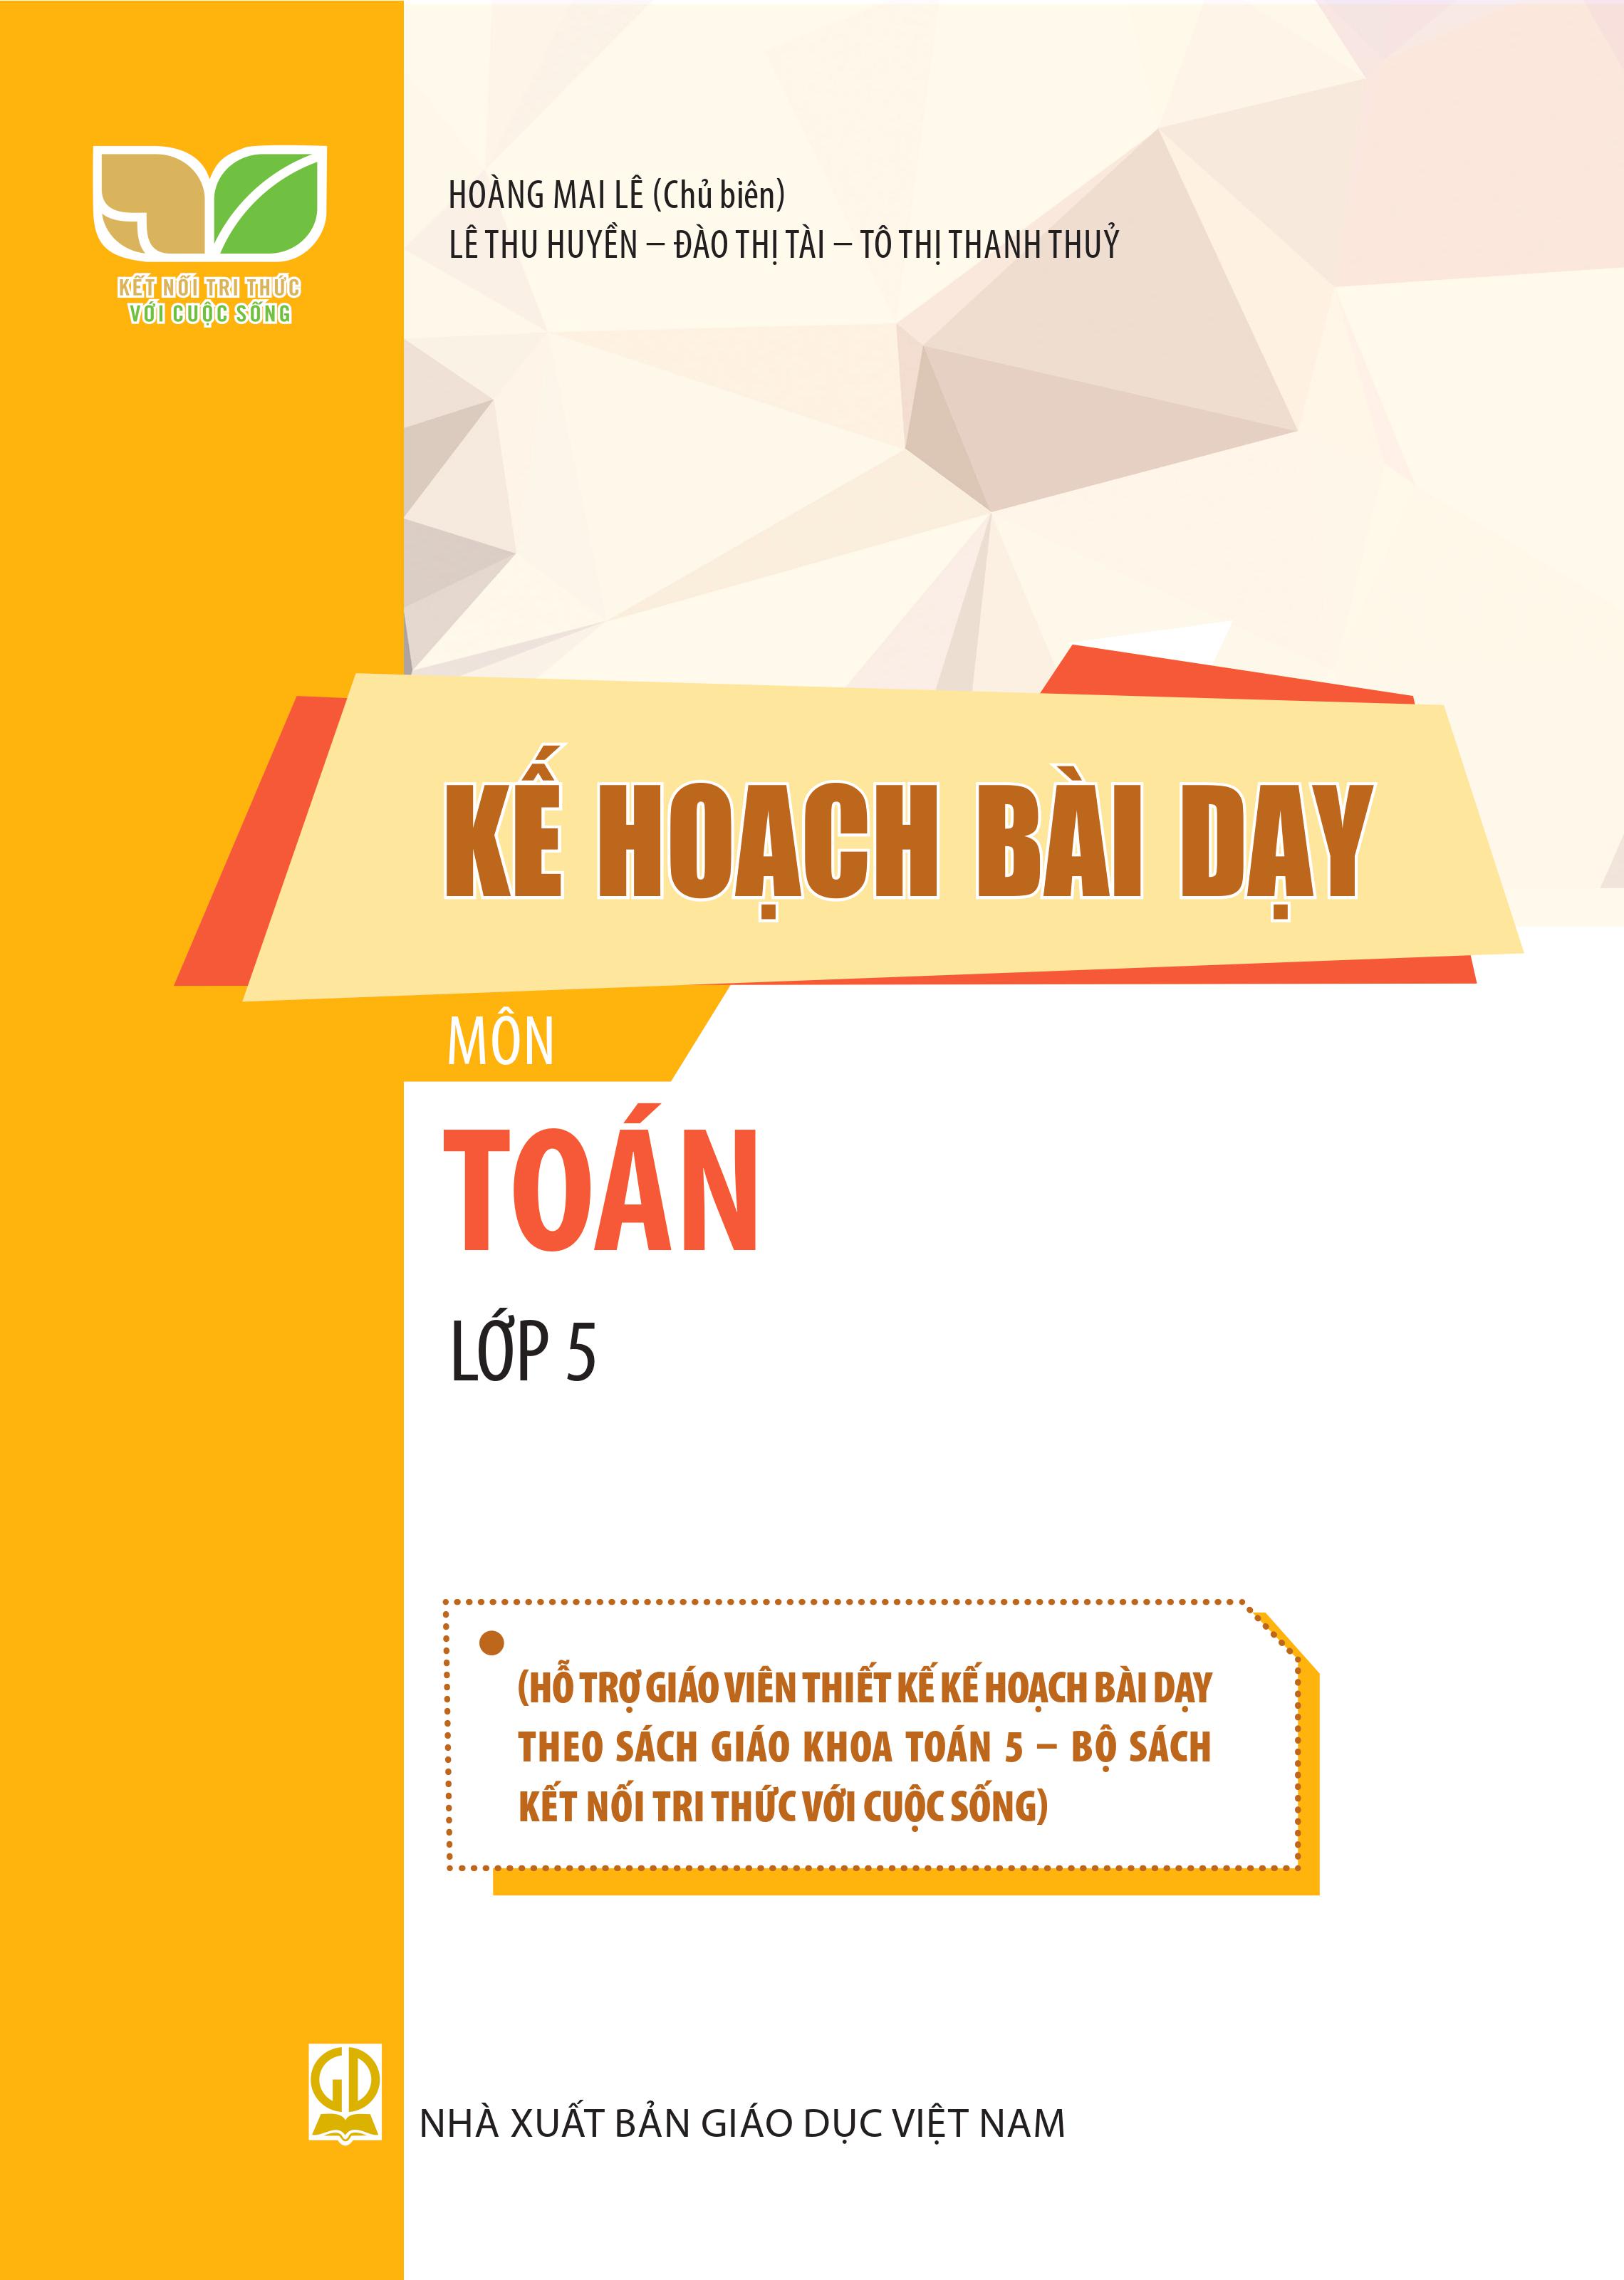 KẾT NỐI TRI THỨC
VỚI CUỘC SỐNG
HOÀNG MAI LÊ (Chủ biên)
LÊ THU HUYỀN – ĐÀO THỊ TÀI – TÔ THỊ THANH THUỶ
KẾ HOẠCH BÀI DẠY
MÔN
TOÁN
LỚP 5
(HỖ TRỢ GIÁO VIÊN THIẾT KẾ KẾ HOẠCH BÀI DẠY
THEO SÁCH GIÁO KHOA TOÁN 5 – BỘ SÁCH
KẾT NỐI TRI THỨC VỚI CUỘC SỐNG)
GD
NHÀ XUẤT BẢN GIÁO DỤC VIỆT NAM